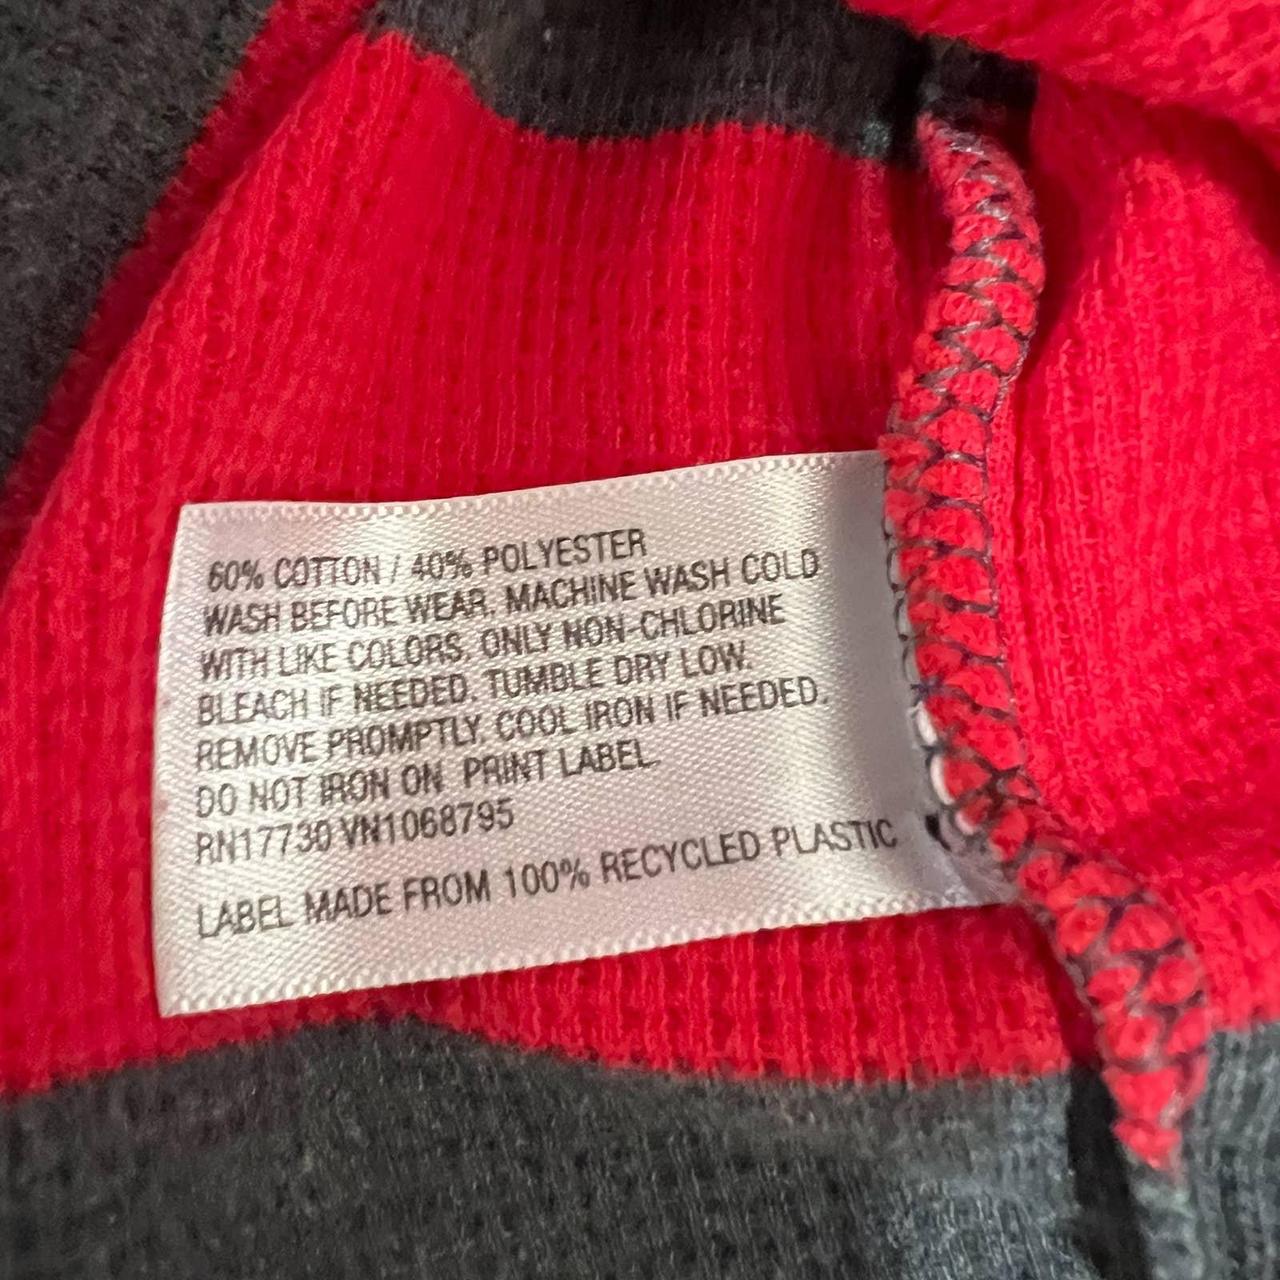 60% COTTON / 40% POLYESTER
WASH BEFORE WEAR. MACHINE WASH COLD
WITH LIKE COLORS. ONLY NON-CHLORINE
BLEACH IF NEEDED. TUMBLE DRY LOW.
REMOVE PROMPTLY. COOL IRON IF NEEDED.
DO NOT IRON ON PRINT LABEL.
RN17730 VN1068795
LABEL MADE FROM 100% RECYCLED PLASTIC